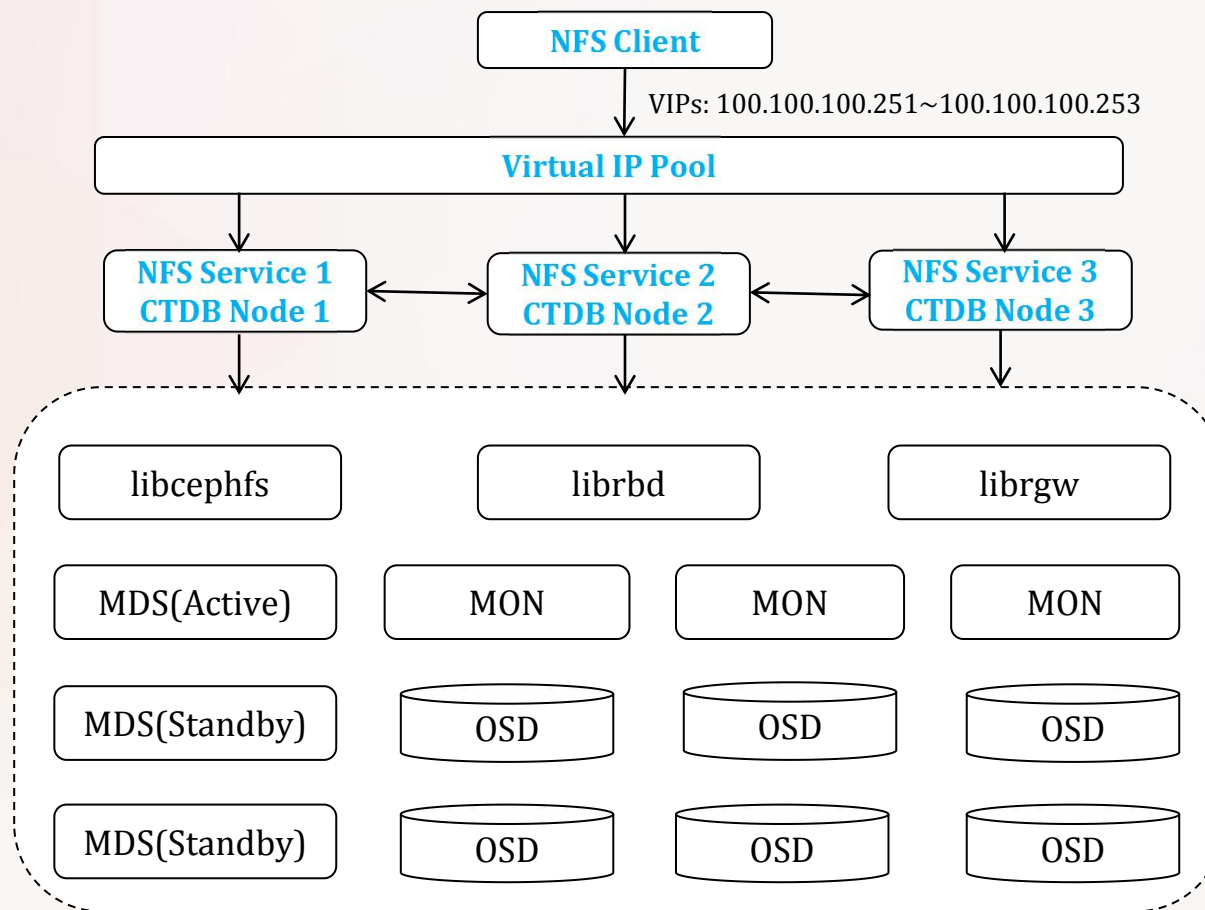 NFS Client
VIPs: 100.100.100.251~100.100.100.253
Virtual IP Pool
NFS Service 1
CTDB Node 1
NFS Service 2
CTDB Node 2
NFS Service 3
CTDB Node 3
libcephfs
librbd
librgw
MDS(Active)
MON
MON
MON
MDS(Standby)
OSD
OSD
OSD
MDS(Standby)
OSD
OSD
OSD